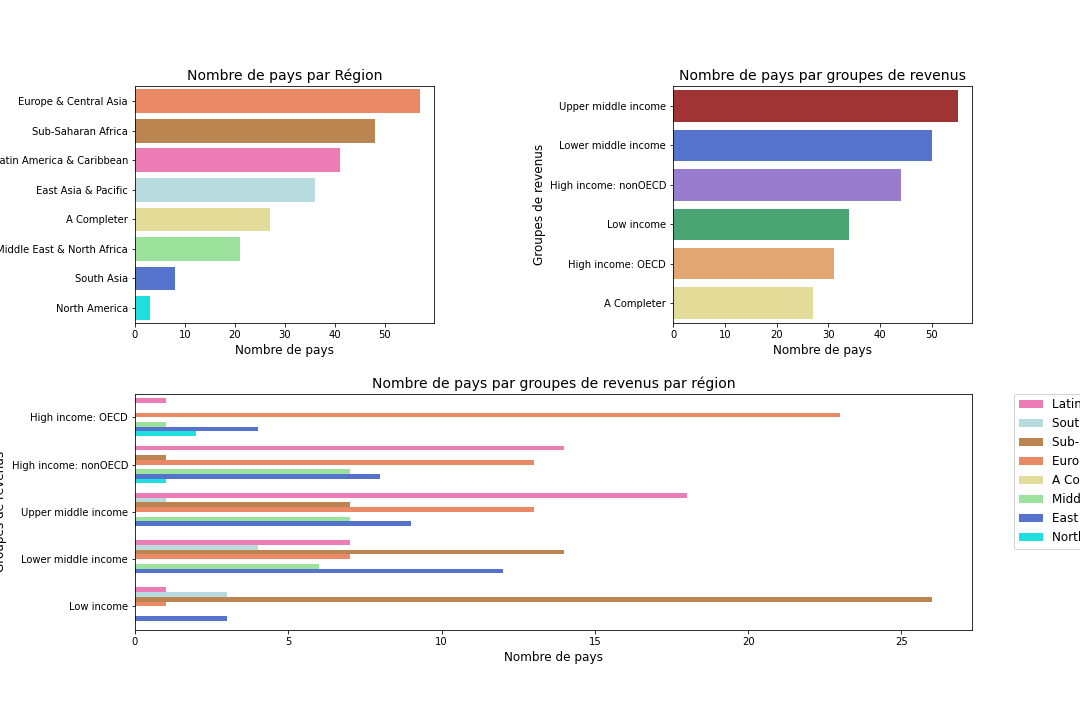 Nombre de pays par Région
Europe & Central Asia
Sub-Saharan Africa
atin America & Caribbean
East Asia & Pacific
A Completer
Middle East & North Africa
South Asia
North America
0 10 20 30 40 50
Nombre de pays
Nombre de pays par groupes de revenus
Groupes de revenus
Upper middle income
Lower middle income
High income: nonOECD
Low income
High income: OECD
A Completer
0 10 20 30 40 50
Nombre de pays
Nombre de pays par groupes de revenus par région
Groupes de revenus
High income: OECD
High income: nonOECD
Upper middle income
Lower middle income
Low income
0 5 10 15 20 25
Nombre de pays
Latin
Sout
Sub-
Euro
A Co
Midd
East
North